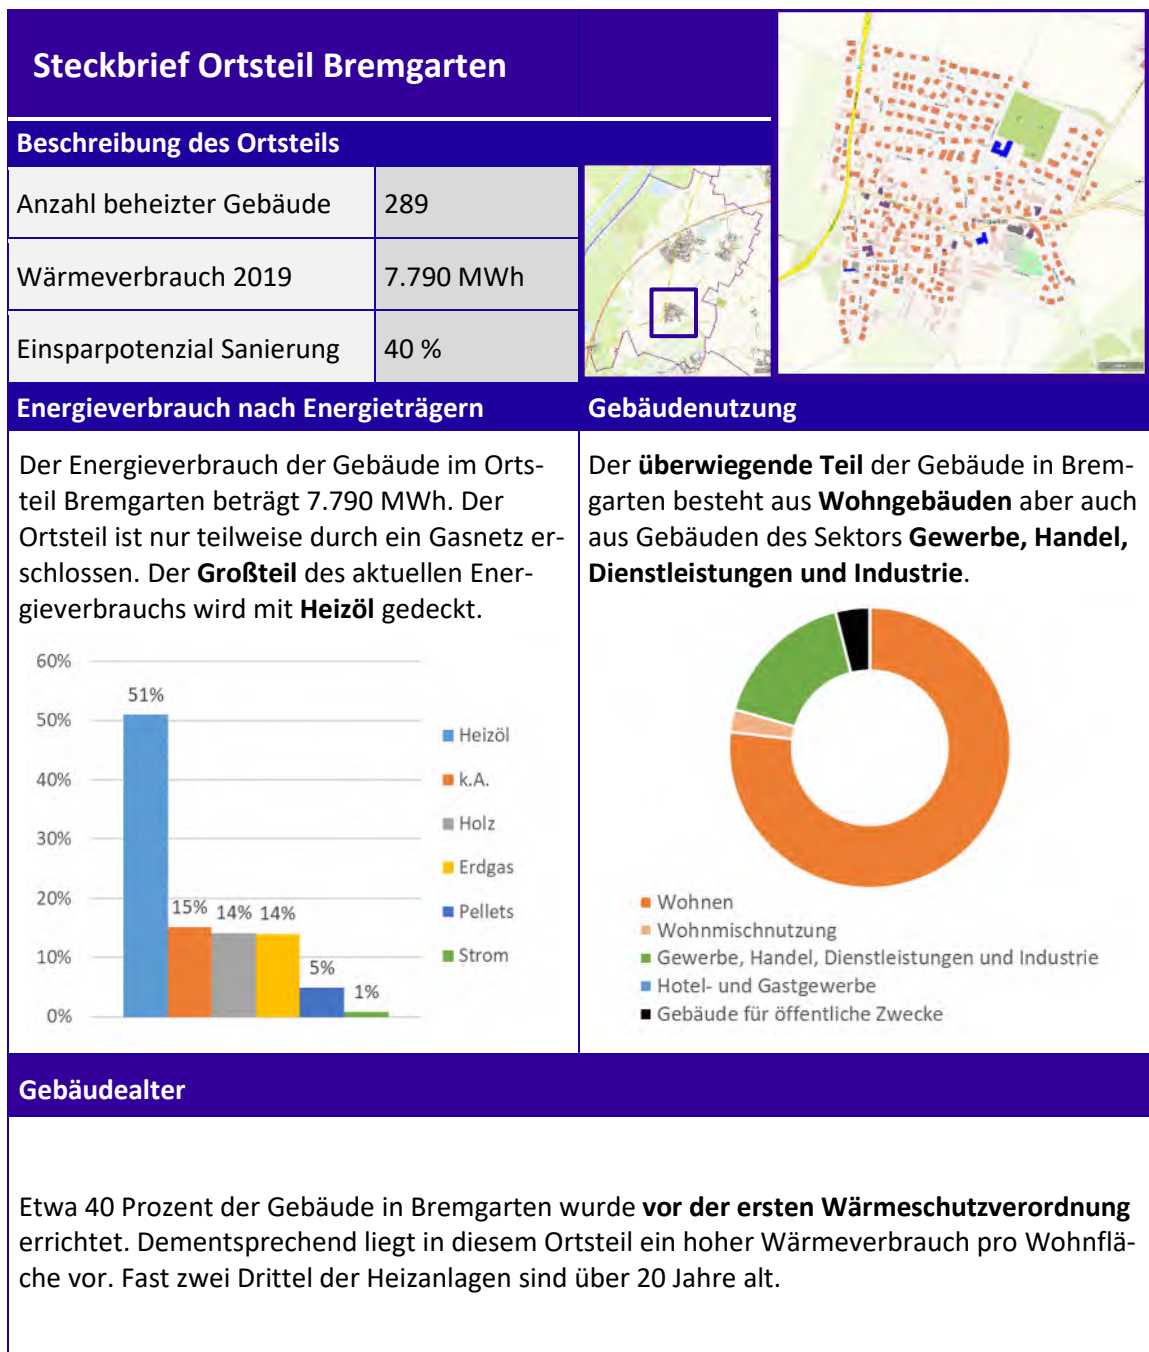 Steckbrief Ortsteil Bremgarten
Beschreibung des Ortsteils
Anzahl beheizter Gebäude 289
Wärmeverbrauch 2019 7.790 MWh
Einsparpotenzial Sanierung 40 %
Energieverbrauch nach Energieträgern
Der Energieverbrauch der Gebäude im Orts-
teil Bremgarten beträgt 7.790 MWh. Der
Ortsteil ist nur teilweise durch ein Gasnetz er-
schlossen. Der Großteil des aktuellen Ener-
gieverbrauchs wird mit Heizöl gedeckt.
60%
50%
40%
30%
20%
10%
0%
51%
15%
14%
14%
5%
1%
Heizöl
k.A.
Holz
Erdgas
Pellets
Strom
Gebäudenutzung
Der überwiegende Teil der Gebäude in Brem-
garten besteht aus Wohngebäuden aber auch
aus Gebäuden des Sektors Gewerbe, Handel,
Dienstleistungen und Industrie.
Wohnen
Wohnmischnutzung
Gewerbe, Handel, Dienstleistungen und Industrie
Hotel- und Gastgewerbe
Gebäude für öffentliche Zwecke
Gebäudealter
Etwa 40 Prozent der Gebäude in Bremgarten wurde vor der ersten Wärmeschutzverordnung
errichtet. Dementsprechend liegt in diesem Ortsteil ein hoher Wärmeverbrauch pro Wohnflä-
che vor. Fast zwei Drittel der Heizanlagen sind über 20 Jahre alt.